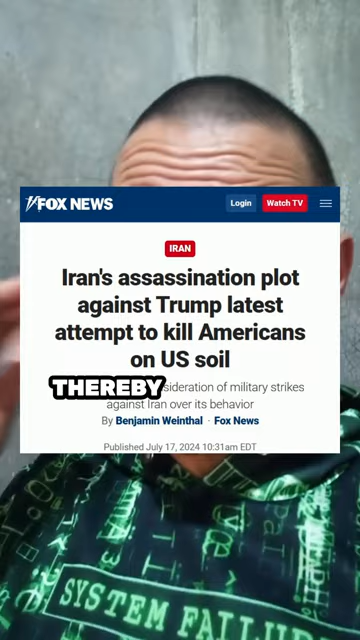 FOX NEWS
Login
Watch TV
IRAN
Iran's assassination plot
against Trump latest
attempt to kill Americans
on US soil
THEREBY
sideration of military strikes
against Iran over its behavior
By Benjamin Weinthal · Fox News
Published July 17, 2024 10:31am EDT
SYSTEM FAILU